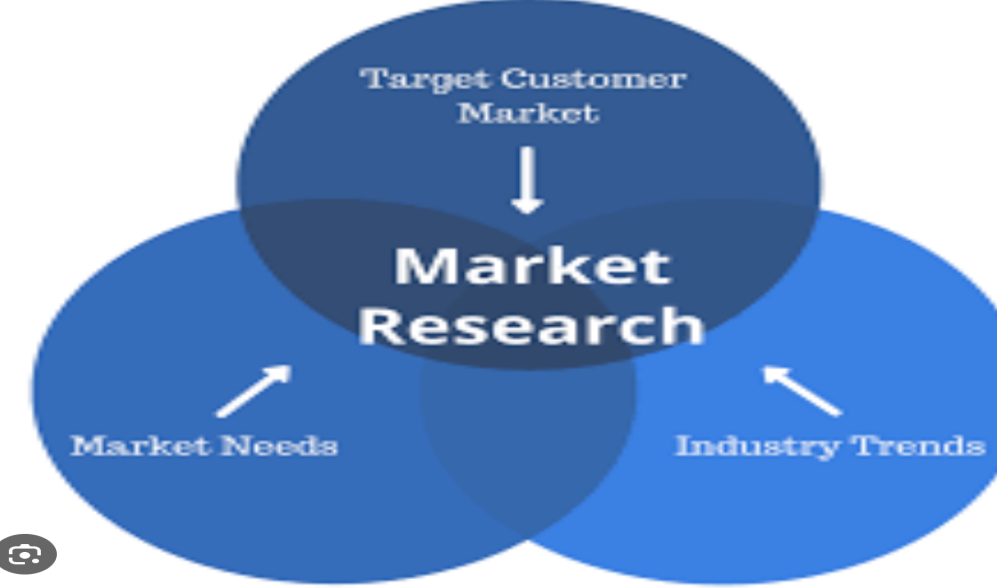 Target Customer
Market
Market
Research
Market Needs
Industry Trends